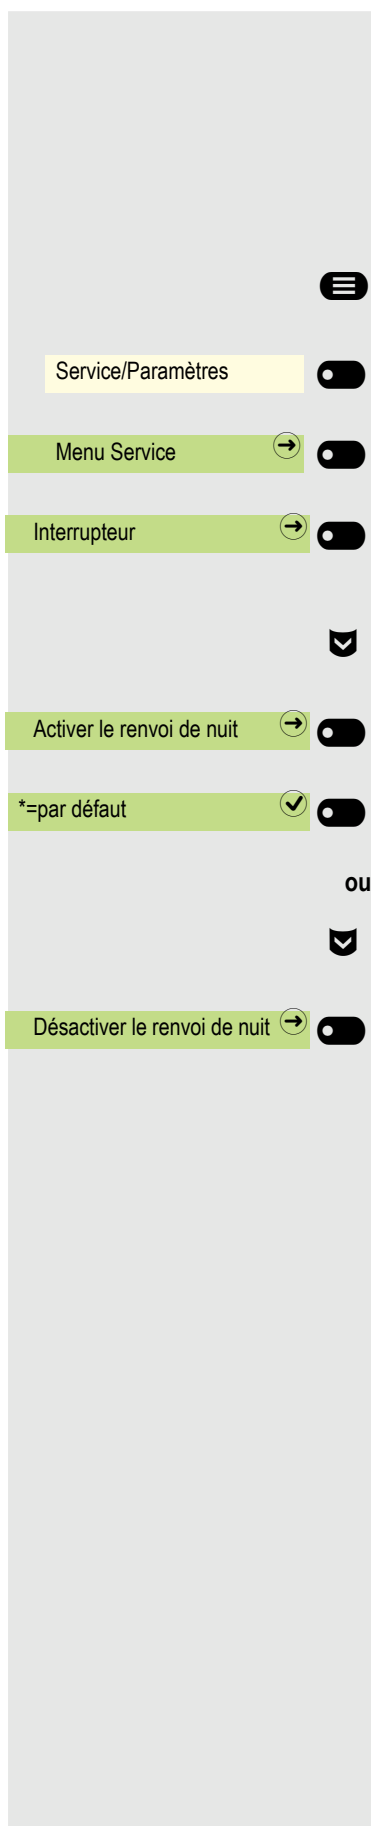 Service/Paramètres
Menu Service
Interrupteur
Activer le renvoi de nuit
*=par défaut
ou
Désactiver le renvoi de nuit